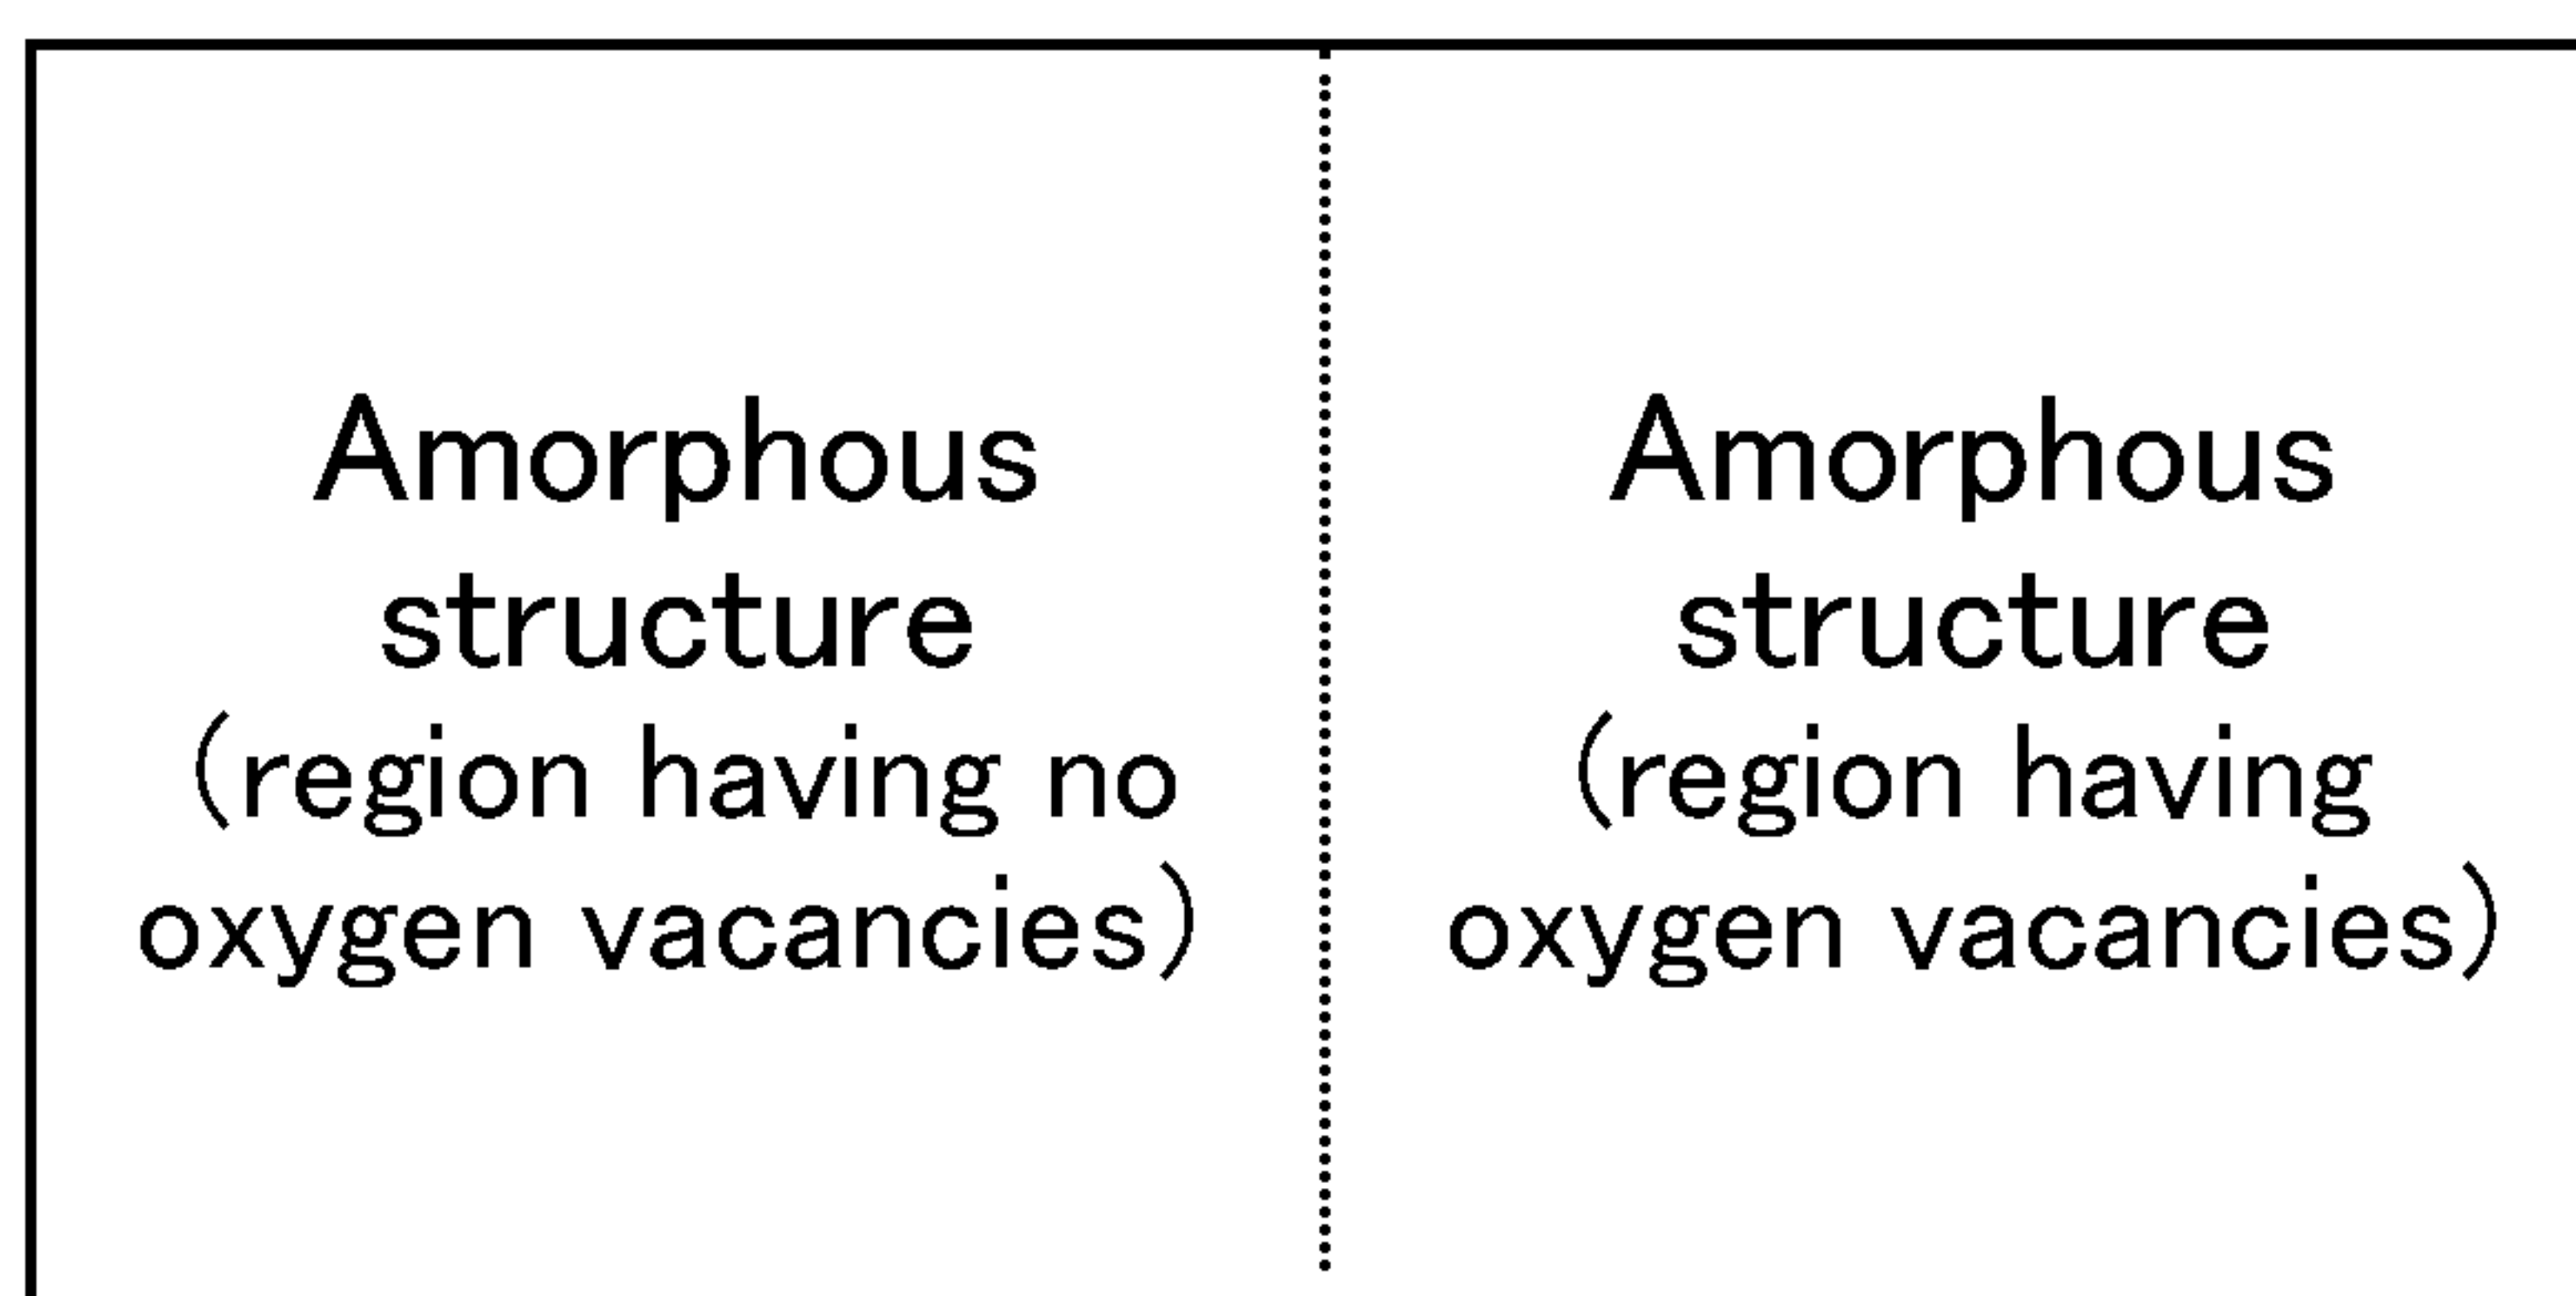 Amorphous
structure
(region having no
oxygen vacancies)
Amorphous
structure
(region having
oxygen vacancies)